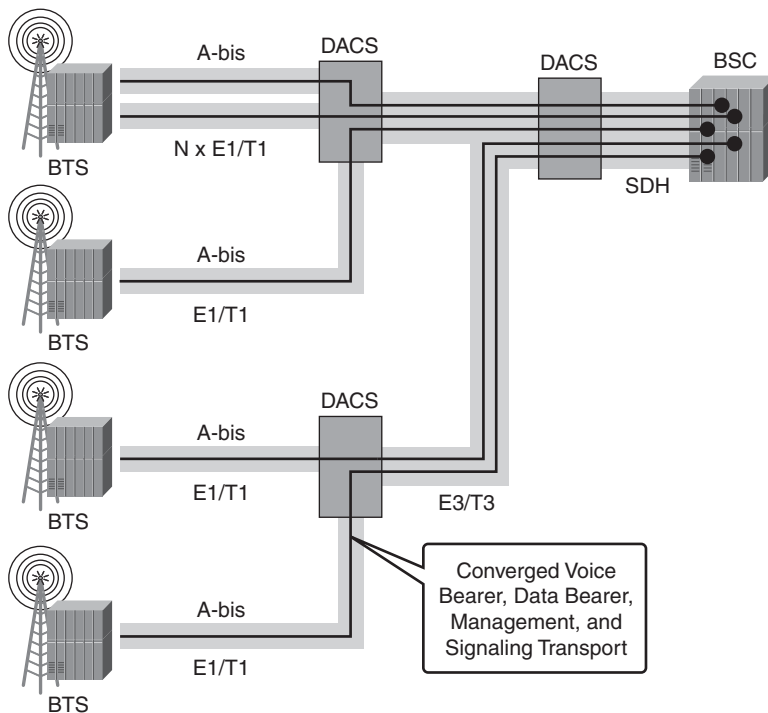 A-bis
DACS
DACS
BSC
N x E1/T1
BTS
SDH
A-bis
E1/T1
BTS
DACS
A-bis
E1/T1
E3/T3
BTS
Converged Voice
Bearer, Data Bearer,
Management, and
Signaling Transport
A-bis
E1/T1
BTS